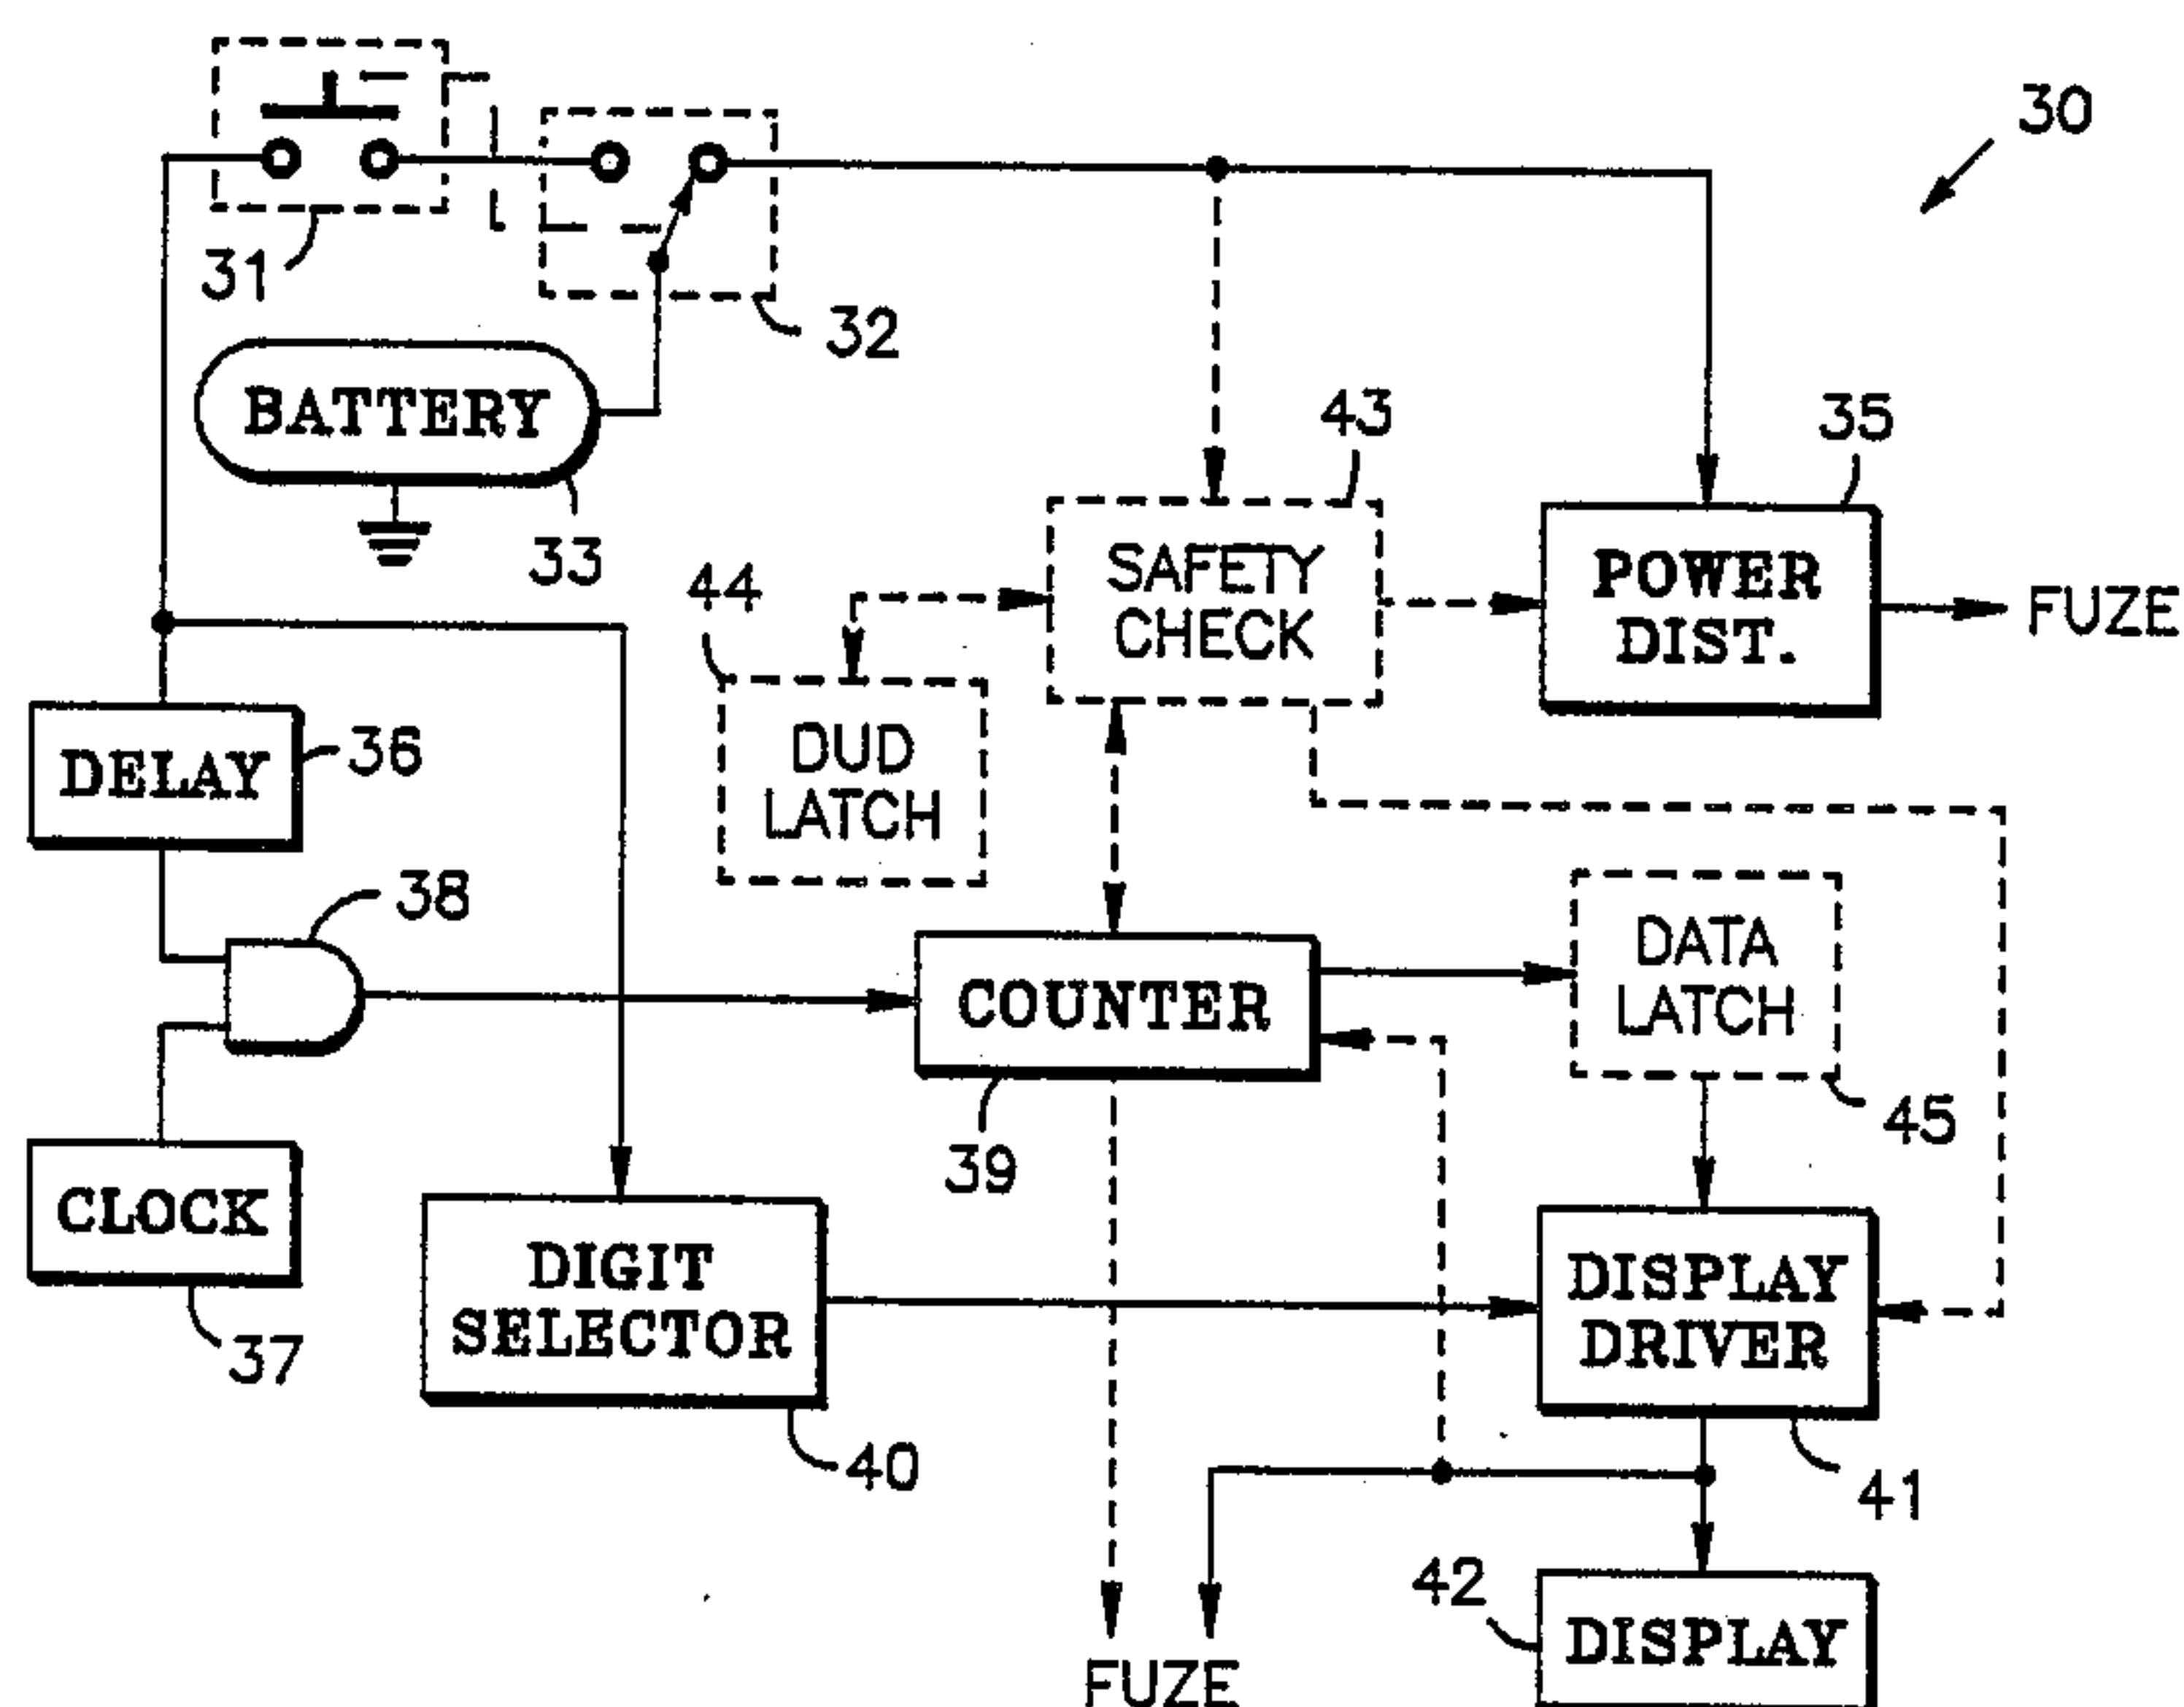 30
31
32
BATTERY
33
43
35
SAFETY
CHECK
POWER
DIST.
FUZE
44
DUD
LATCH
DELAY
36
38
COUNTER
39
DATA
LATCH
45
CLOCK
37
DIGIT
SELECTOR
40
DISPLAY
DRIVER
41
42
DISPLAY
FUZE